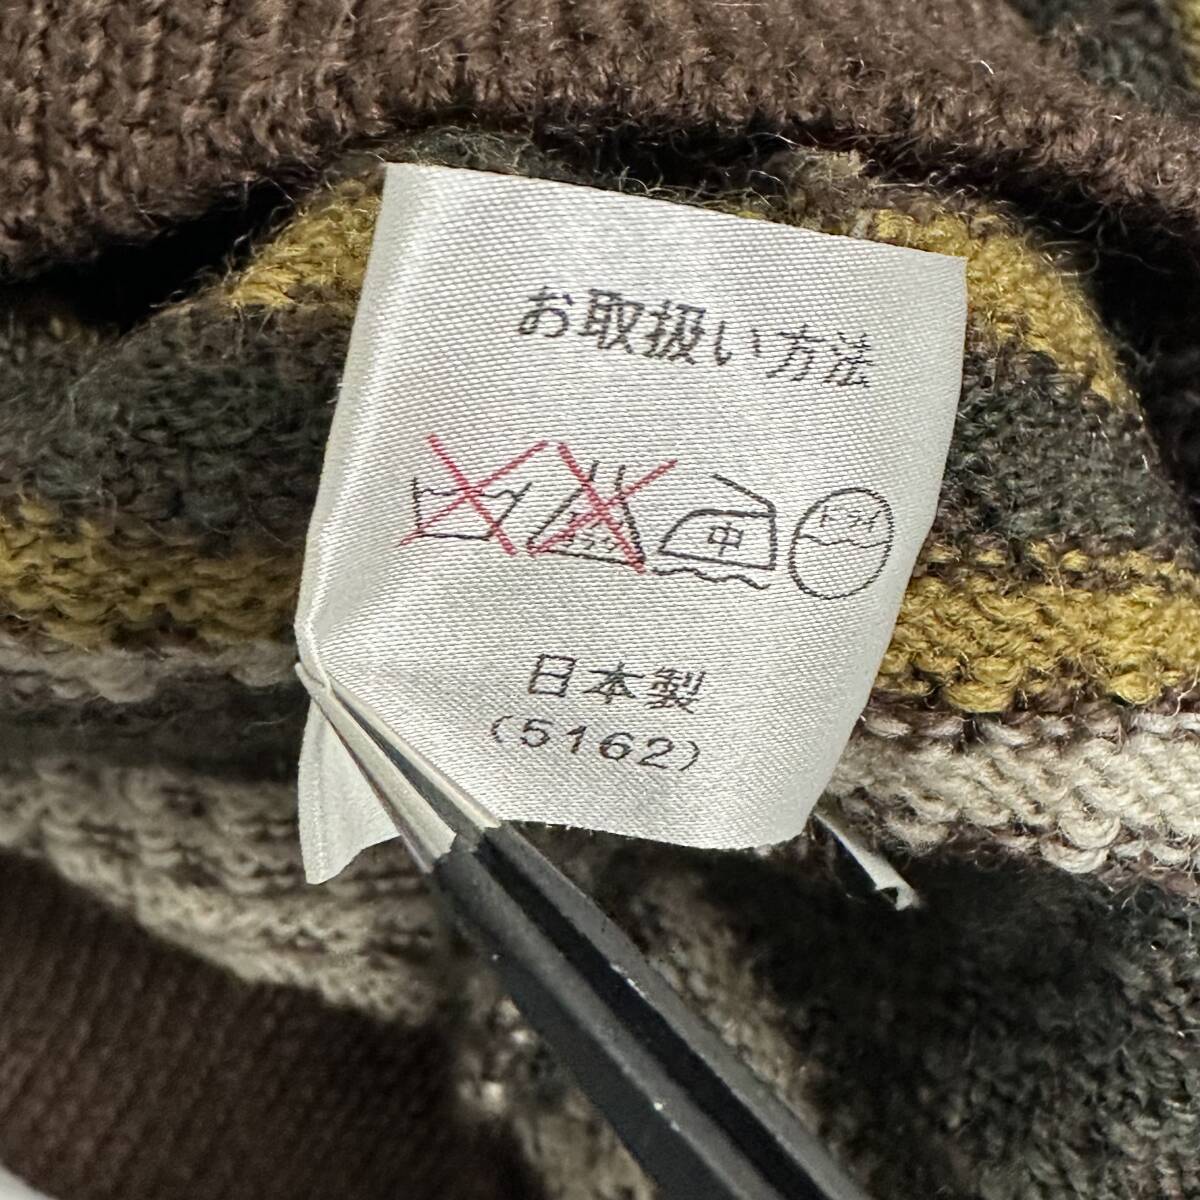 お取扱い方法
中 ドライ
日本製
(5162)